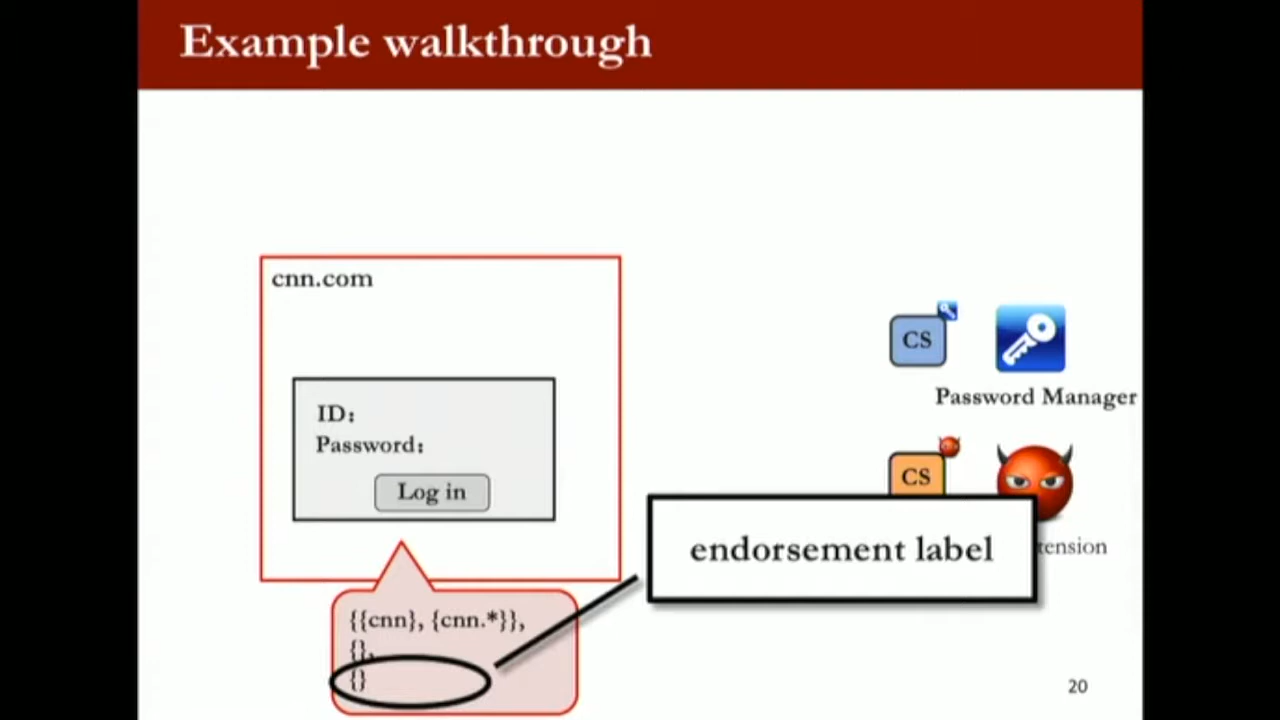 Example walkthrough
cnn.com
ID:
Password:
Log in
CS
Password Manager
CS
endorsement label
tension
{{cnn}, {cnn.*}},
{},
{}
20